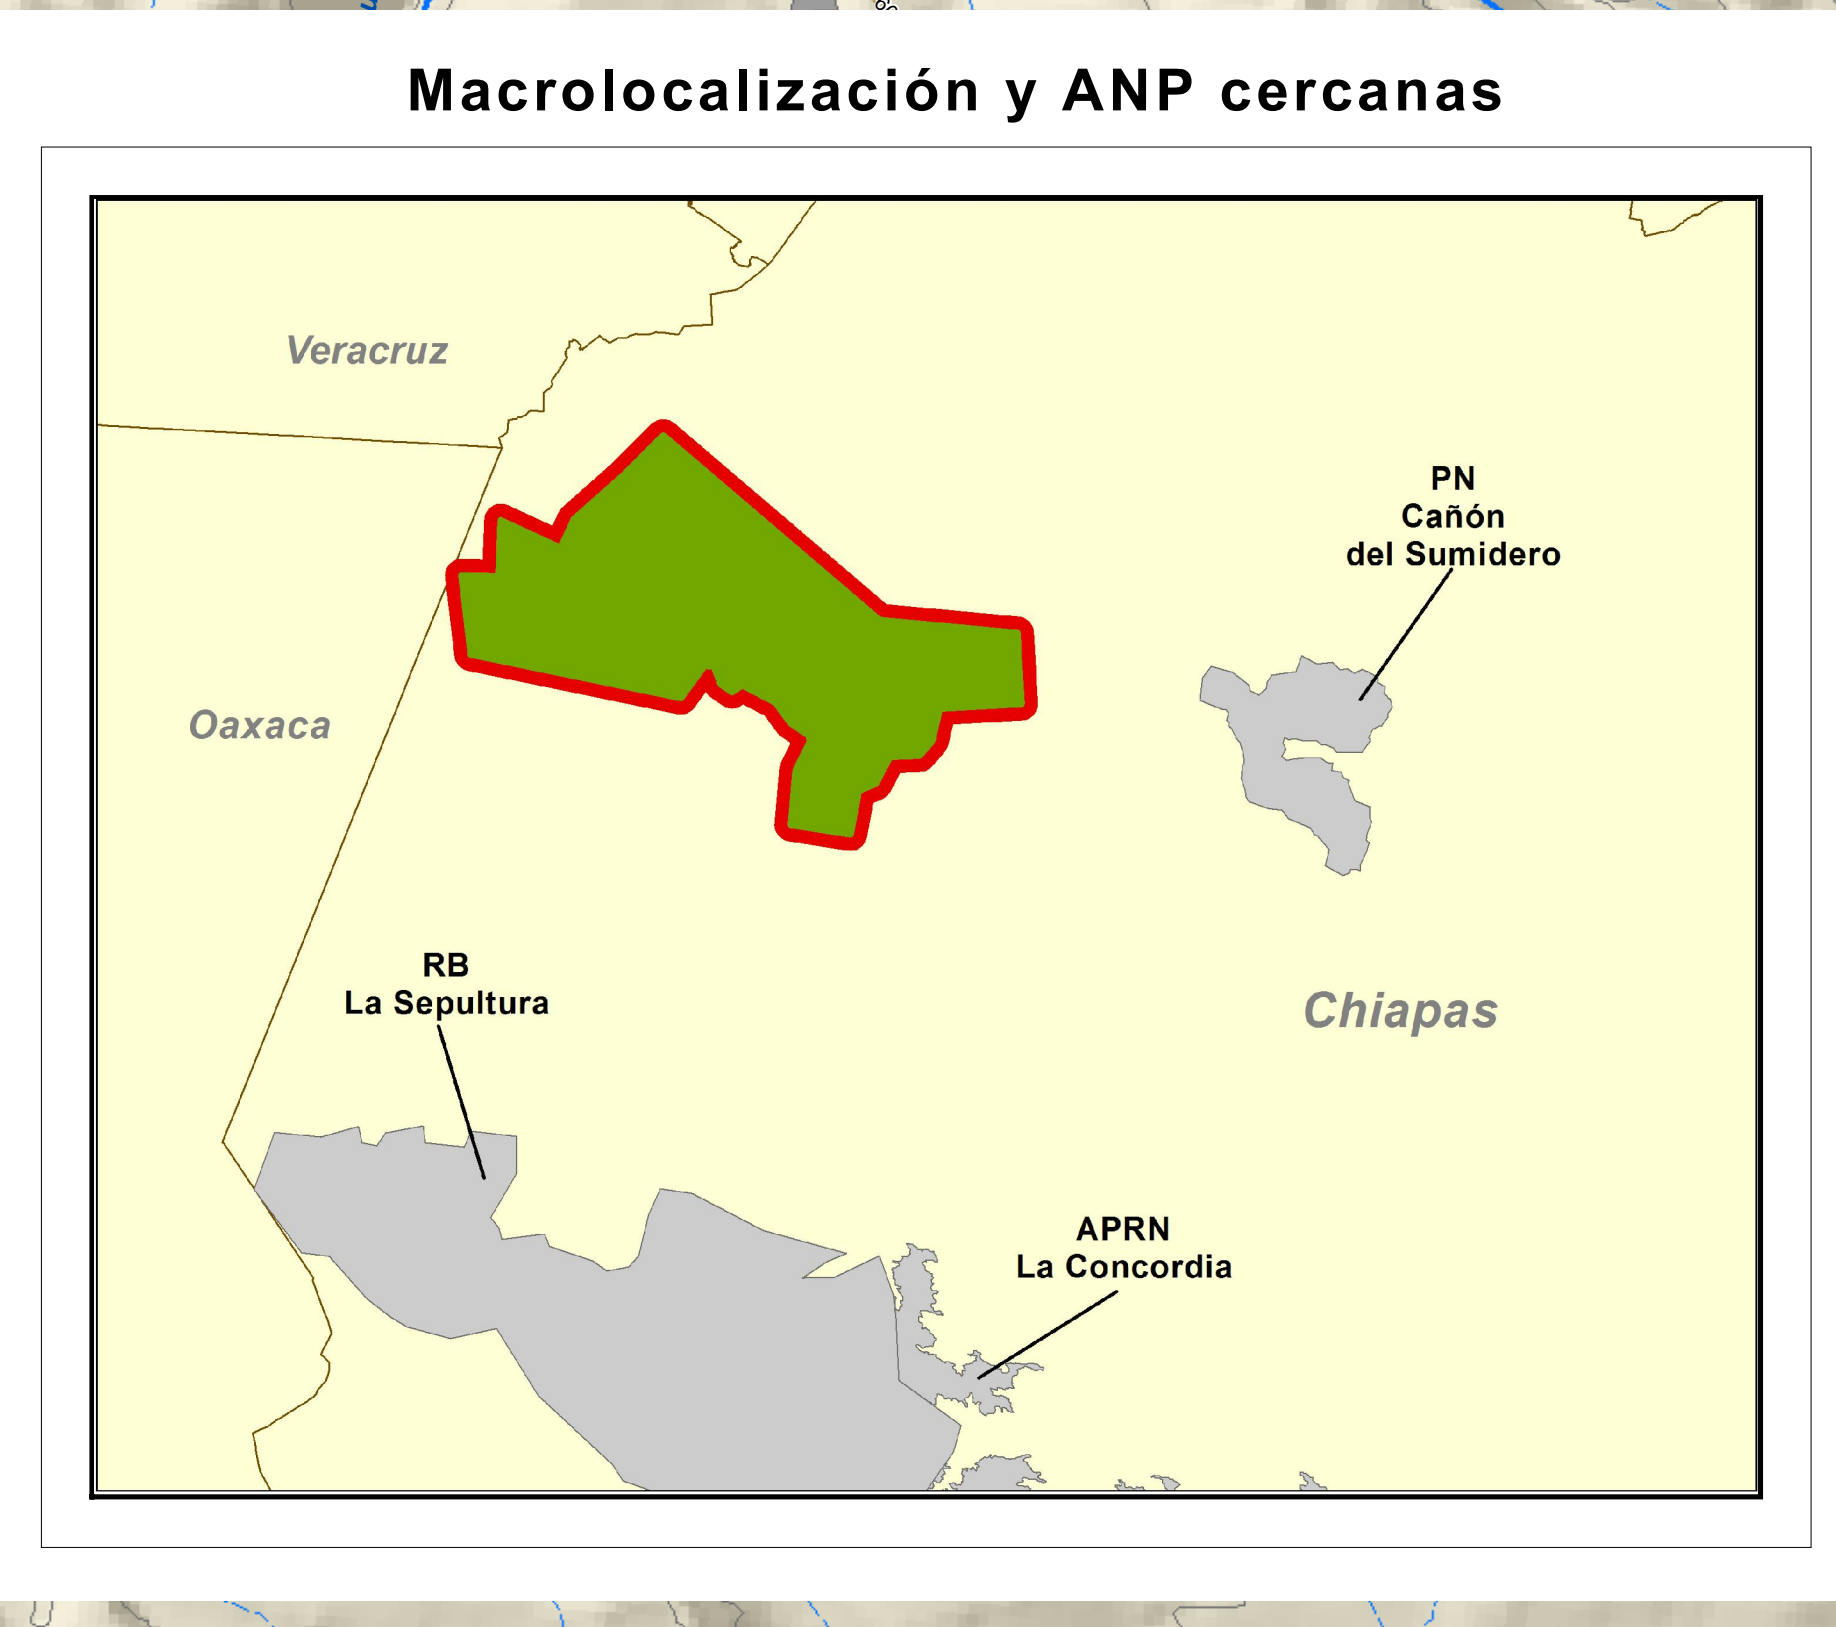 Macrolocalización y ANP cercanas
Veracruz
PN
Cañón
del Sumidero
Oaxaca
RB
La Sepultura
Chiapas
APRN
La Concordia